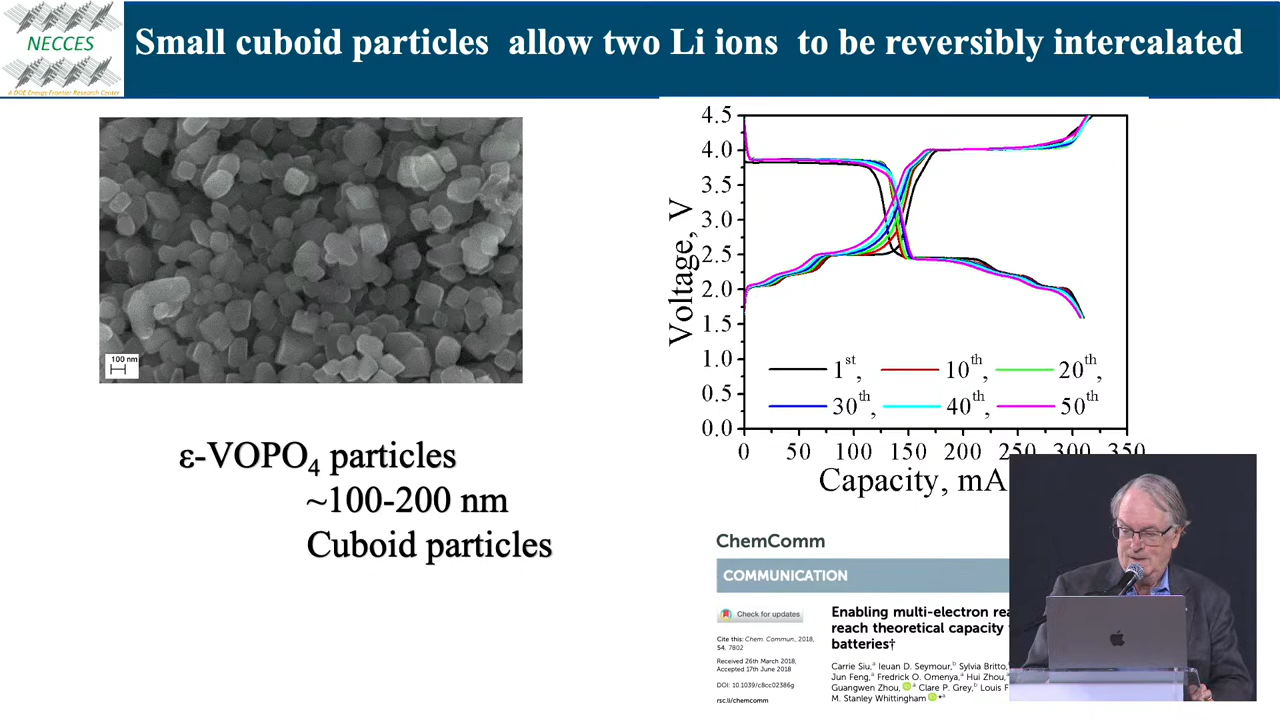 NECCES
A DOE Energy Frontier Research Center
Small cuboid particles allow two Li ions to be reversibly intercalated
100 nm
ε-VOPO4 particles
~100-200 nm
Cuboid particles
4.5
4.0
3.5
3.0
2.5
2.0
1.5
1.0
0.5
0.0
Voltage, V
1st, 10th, 20th,
30th, 40th, 50th
0 50 100 150 200 250 300 350
Capacity, mA
ChemComm
COMMUNICATION
Check for updates
Cite this: Chem. Commun., 2018,
54, 7802
Received 26th March 2018,
Accepted 17th June 2018
DOI: 10.1039/c8cc02386g
rsc.li/chemcomm
Enabling multi-electron
reach theoretical capacity
batteries†
Carrie Siu,a Ieuan D. Seymour,b Sylvia Britto,
Jun Feng,a Fredrick O. Omenya,a Hui Zhou,
Guangwen Zhou, a Clare P. Grey,b Louis
M. Stanley Whittingham *a